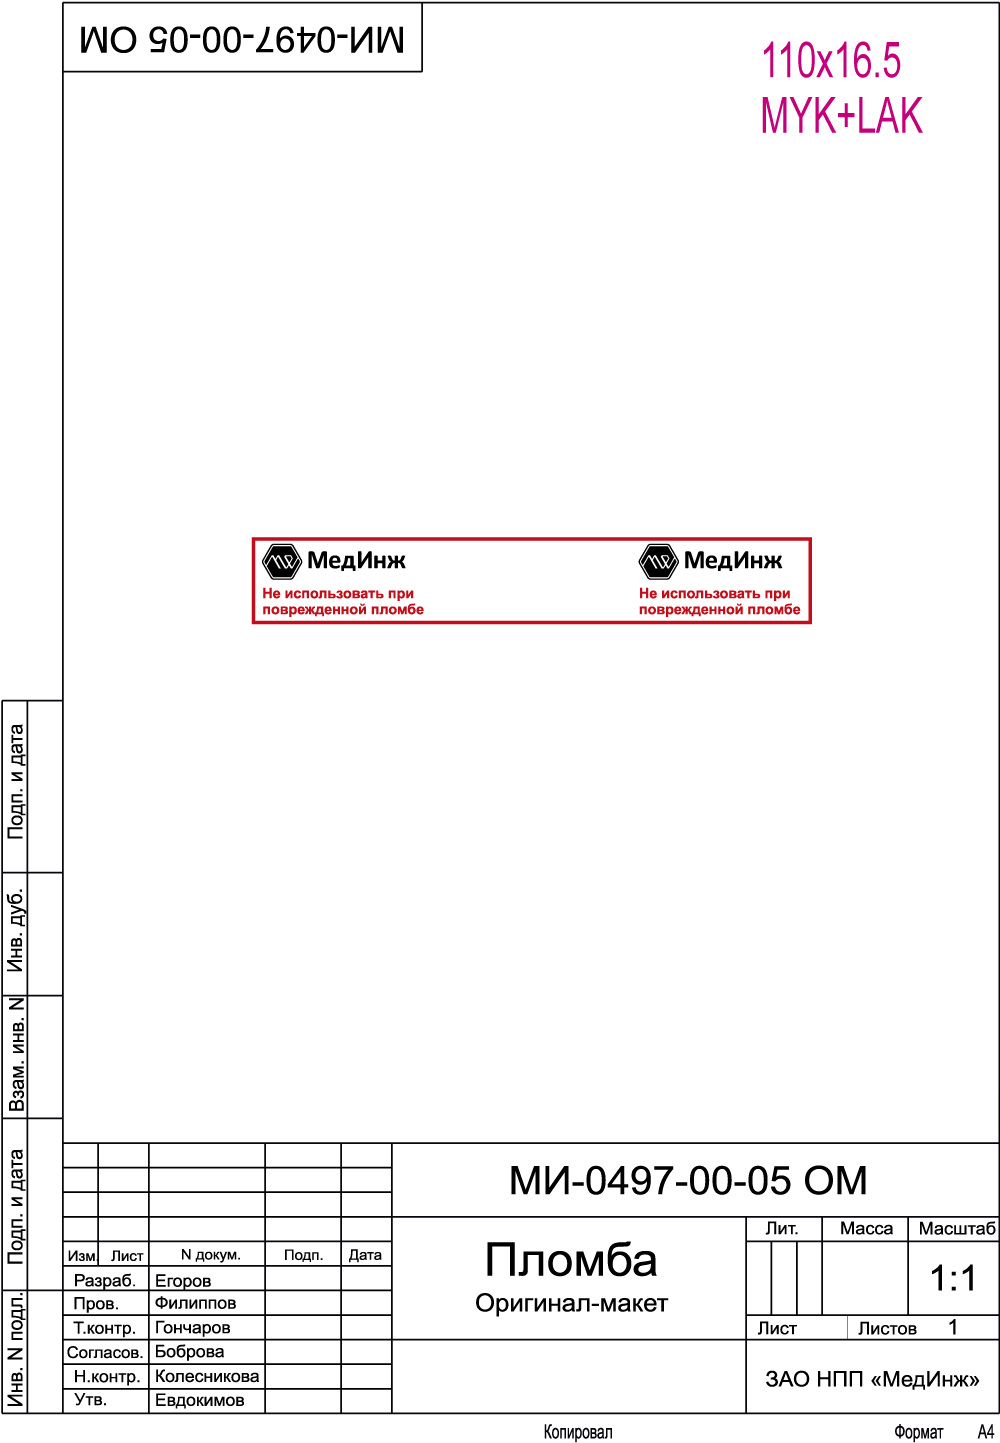 МИ-0497-00-05 ОМ
110x16.5
MYK+LAK
МедИнж
Не использовать при
поврежденной пломбе
МедИнж
Не использовать при
поврежденной пломбе
Подп. и дата
Инв. дуб.
Взам. инв. N
Подп. и дата
Инв. N подл.
МИ-0497-00-05 ОМ
Изм. Лист N докум. Подп. Дата
Разраб. Егоров
Пров. Филиппов
Т.контр. Гончаров
Согласов. Боброва
Н.контр. Колесникова
Утв. Евдокимов
Пломба
Оригинал-макет
Лит. Масса Масштаб
1:1
Лист Листов 1
ЗАО НПП «МедИнж»
Копировал Формат А4